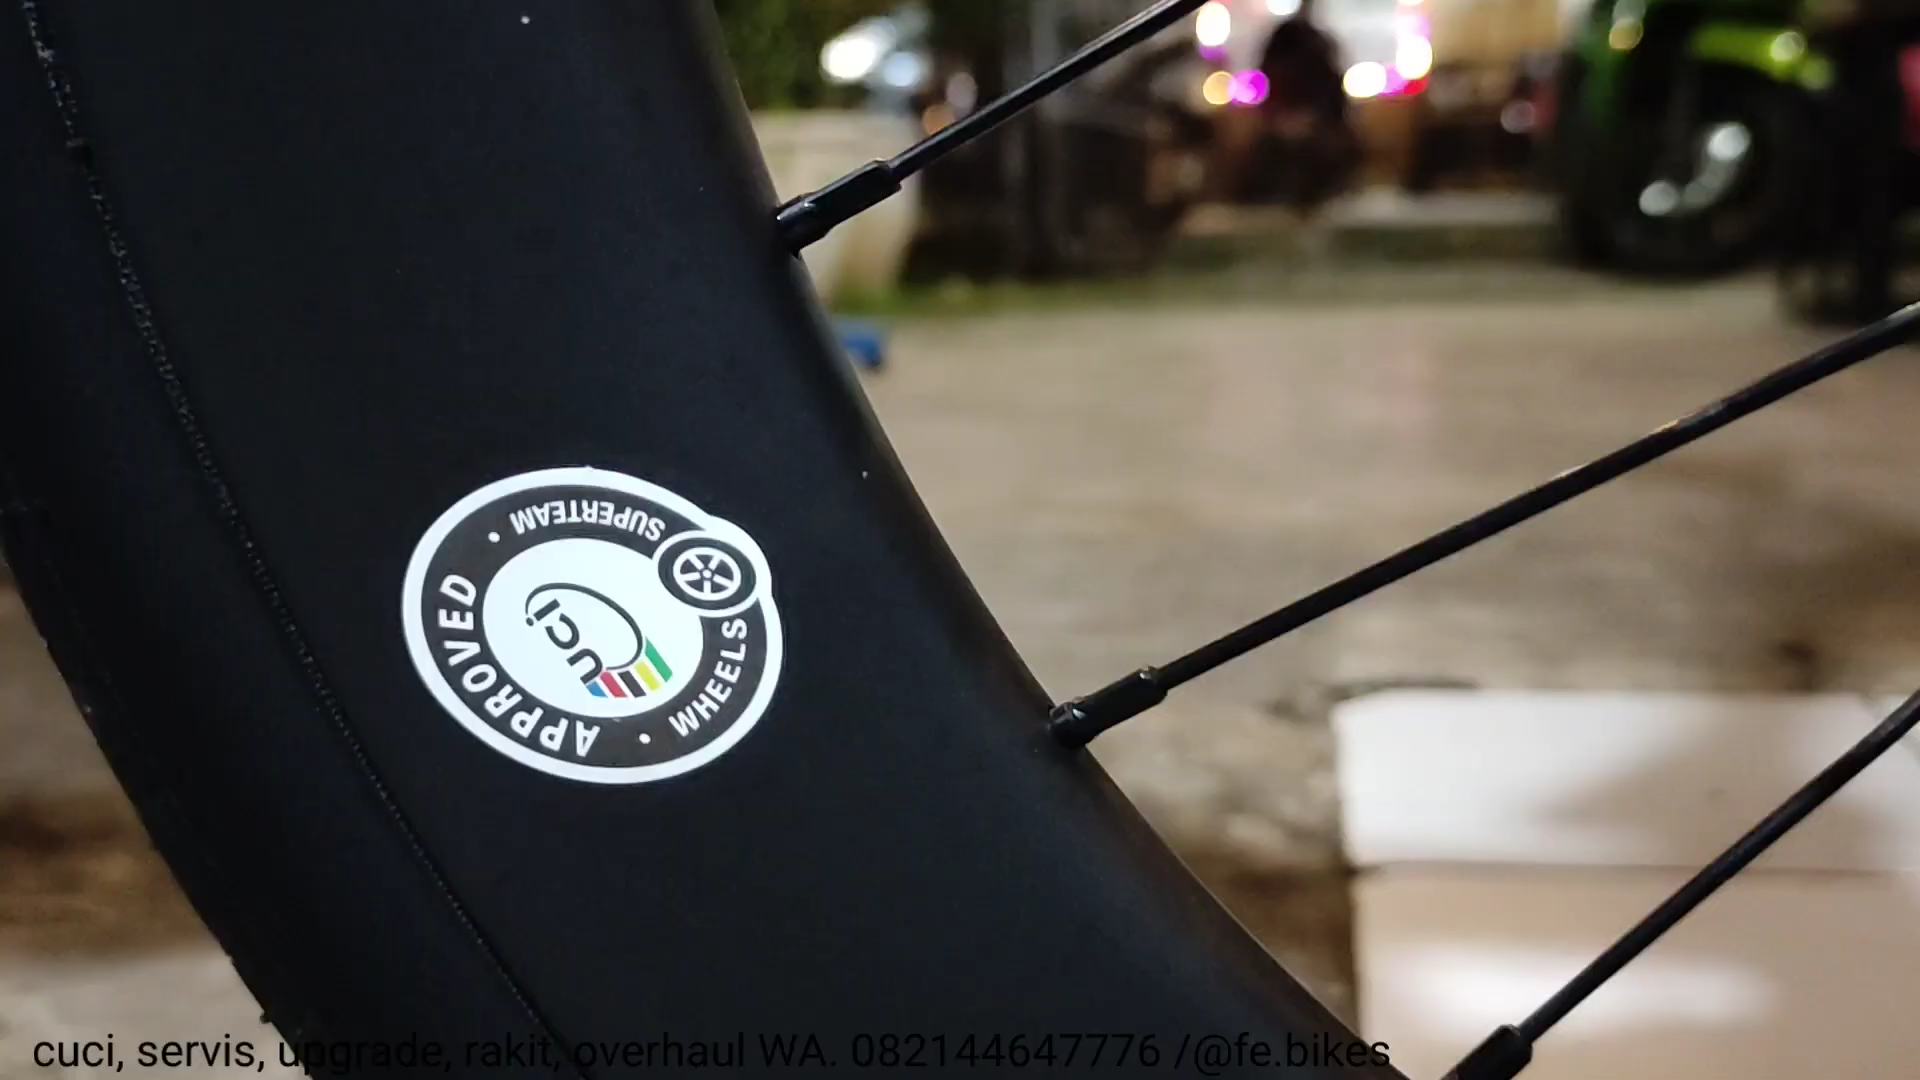 SUPERTEAM
WHEELS
APPROVED
UCI
cuci, servis, upgrade, rakit, overhaul WA. 082144647776 /@fe.bikes